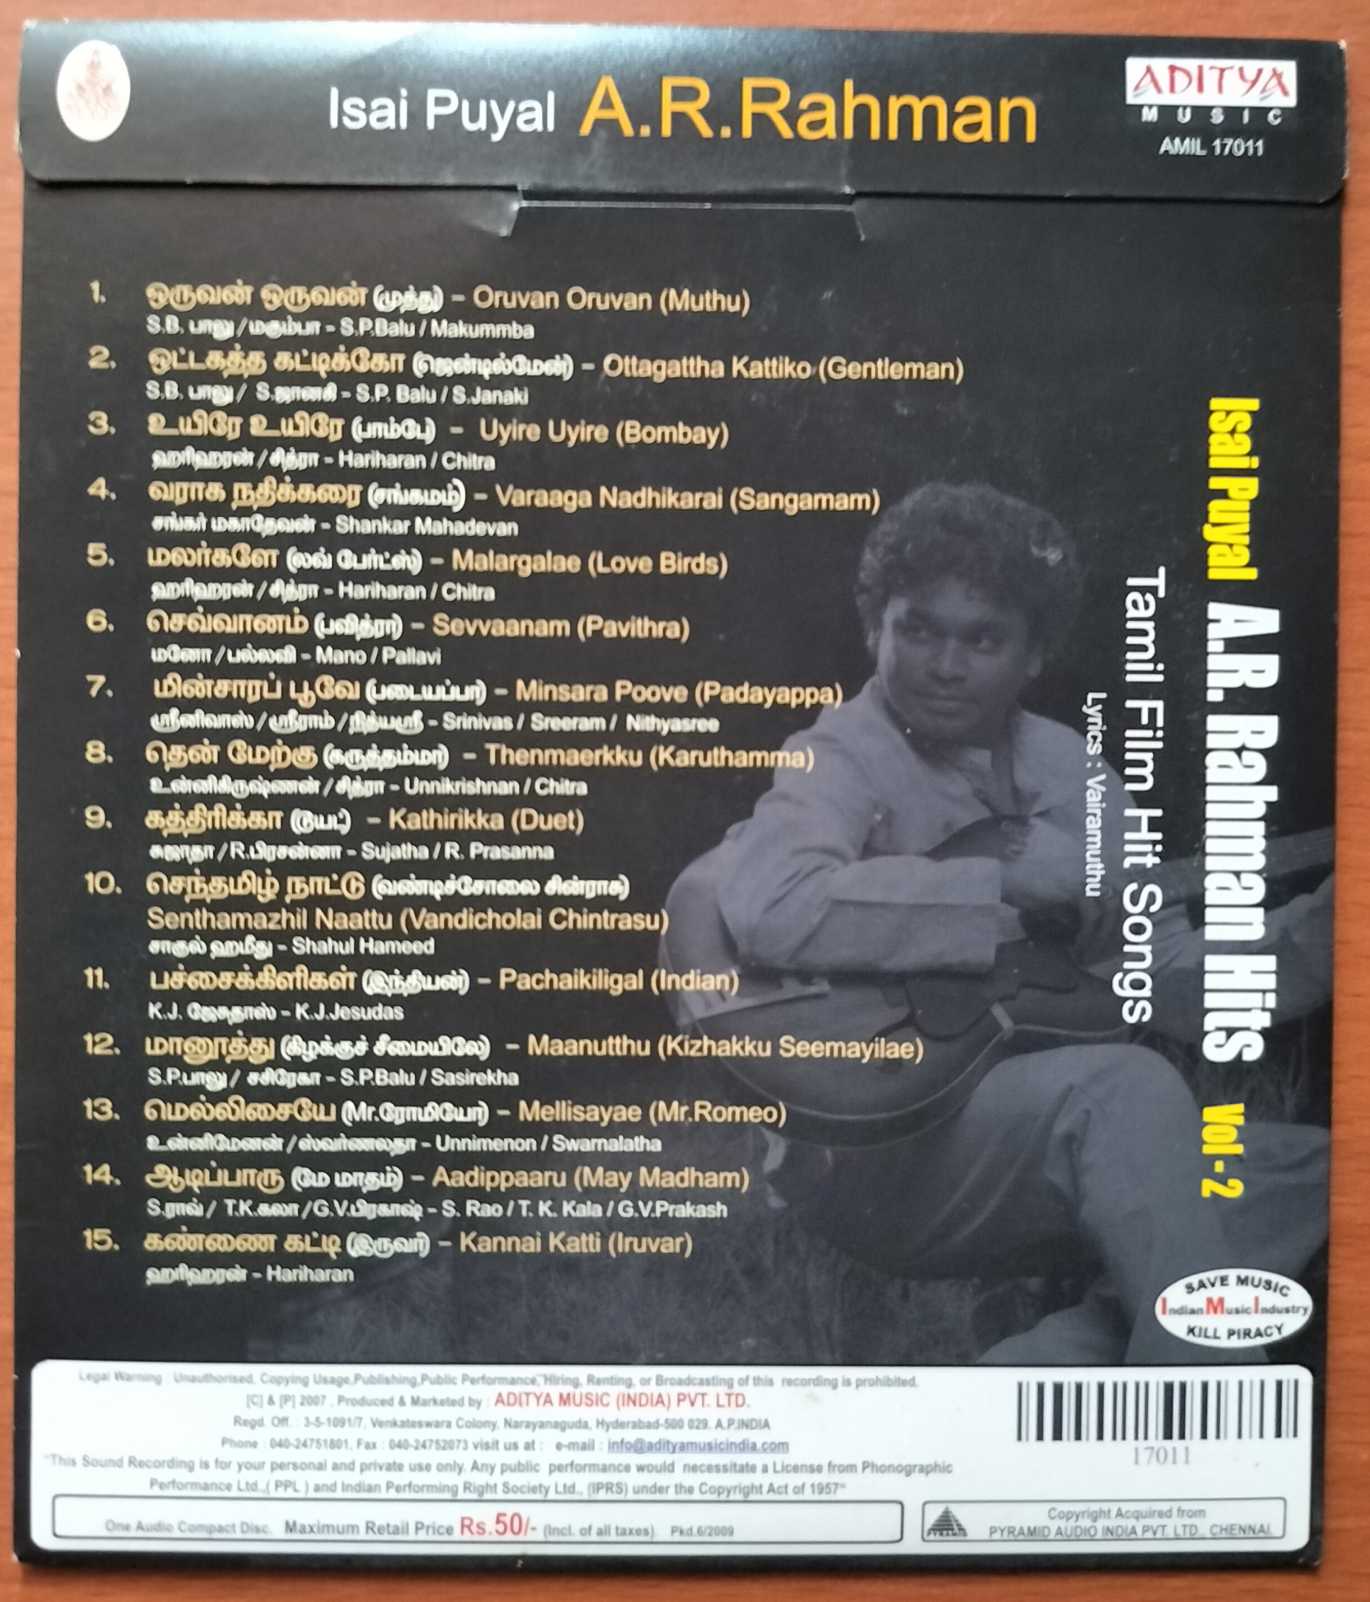 Isai Puyal A.R.Rahman
ADITYA
MUSIC
AMIL 17011
1. ஒருவன் ஒருவன் (முத்து) – Oruvan Oruvan (Muthu)
S.B. பாலு / மகும்பா – S.P.Balu / Makummba
2. ஒட்டகத்த கட்டிக்கோ (ஜென்டில்மேன்) – Ottagattha Kattiko (Gentleman)
S.B. பாலு / S.ஜானகி – S.P. Balu / S.Janaki
3. உயிரே உயிரே (பாம்பே) – Uyire Uyire (Bombay)
ஹரிஹரன் / சித்ரா – Hariharan / Chitra
4. வராக நதிக்கரை (சங்கமம்) – Varaaga Nadhikarai (Sangamam)
சங்கர் மகாதேவன் – Shankar Mahadevan
5. மலர்களே (லவ் பேர்ட்ஸ்) – Malargalae (Love Birds)
ஹரிஹரன் / சித்ரா – Hariharan / Chitra
6. செவ்வானம் (பவித்ரா) – Sevvaanam (Pavithra)
மனோ / பல்லவி – Mano / Pallavi
7. மின்சாரப் பூவே (படையப்பா) – Minsara Poove (Padayappa)
ஸ்ரீனிவாஸ் / ஸ்ரீராம் / நித்யஸ்ரீ – Srinivas / Sreeram / Nithyasree
8. தென் மேற்கு (கருத்தம்மா) – Thenmaerkku (Karuthamma)
உன்னிகிருஷ்ணன் / சித்ரா – Unnikrishnan / Chitra
9. கத்திரிக்கா (டூயட்) – Kathirikka (Duet)
சுஜாதா / R.பிரசன்னா – Sujatha / R. Prasanna
10. செந்தமிழ் நாட்டு (வண்டிச்சோலை சின்ராசு)
Senthamazhil Naattu (Vandicholai Chintrasu)
சாகுல் ஹமீது – Shahul Hameed
11. பச்சைக்கிளிகள் (இந்தியன்) – Pachaikiligal (Indian)
K.J. ஜேசுதாஸ் – K.J.Jesudas
12. மானூத்து (கிழக்குச் சீமையிலே) – Maanutthu (Kizhakku Seemayilae)
S.P.பாலு / சசிரேகா – S.P.Balu / Sasirekha
13. மெல்லிசையே (Mr.ரோமியோ) – Mellisayae (Mr.Romeo)
உன்னிமேனன் / ஸ்வர்ணலதா – Unnimenon / Swarnalatha
14. ஆடிப்பாரு (மே மாதம்) – Aadippaaru (May Madham)
S.ராவ் / T.K.கலா / G.V.பிரகாஷ் – S. Rao / T. K. Kala / G.V.Prakash
15. கண்ணை கட்டி (இருவர்) – Kannai Katti (Iruvar)
ஹரிஹரன் – Hariharan
Isai Puyal A.R. Rahman Hits Vol - 2
Tamil Film Hit Songs
Lyrics : Vairamuthu
SAVE MUSIC
Indian Music Industry
KILL PIRACY
Legal Warning : Unauthorised, Copying Usage,Publishing,Public Performance, Hiring, Renting, or Broadcasting of this recording is prohibited.
[C] & [P] 2007 . Produced & Marketed by : ADITYA MUSIC (INDIA) PVT. LTD.
Regd. Off. : 3-5-1091/7, Venkateswara Colony, Narayanaguda, Hyderabad-500 029. A.P.INDIA
Phone : 040-24751801, Fax : 040-24752073 visit us at : e-mail : info@adityamusicindia.com
"This Sound Recording is for your personal and private use only. Any public performance would necessitate a License from Phonographic
Performance Ltd.,( PPL ) and Indian Performing Right Society Ltd., (IPRS) under the Copyright Act of 1957"
17011
One Audio Compact Disc. Maximum Retail Price Rs.50/- (Incl. of all taxes) Pkd.6/2009
PYRAMID
Copyright Acquired from
PYRAMID AUDIO INDIA PVT. LTD., CHENNAI.